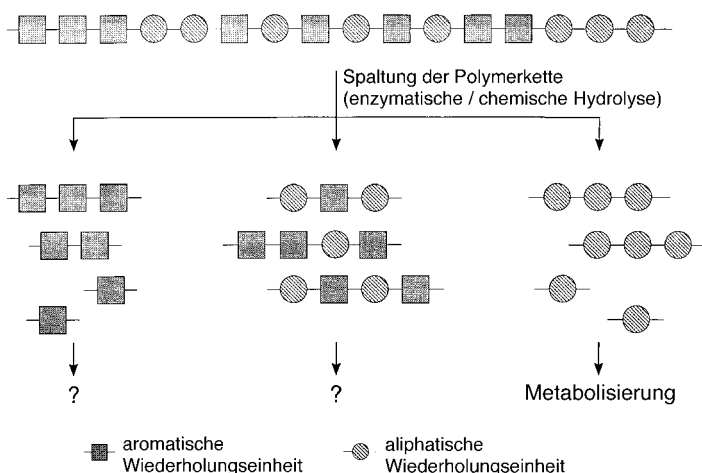 Spaltung der Polymerkette
(enzymatische / chemische Hydrolyse)
?
?
Metabolisierung
aromatische
Wiederholungseinheit
aliphatische
Wiederholungseinheit